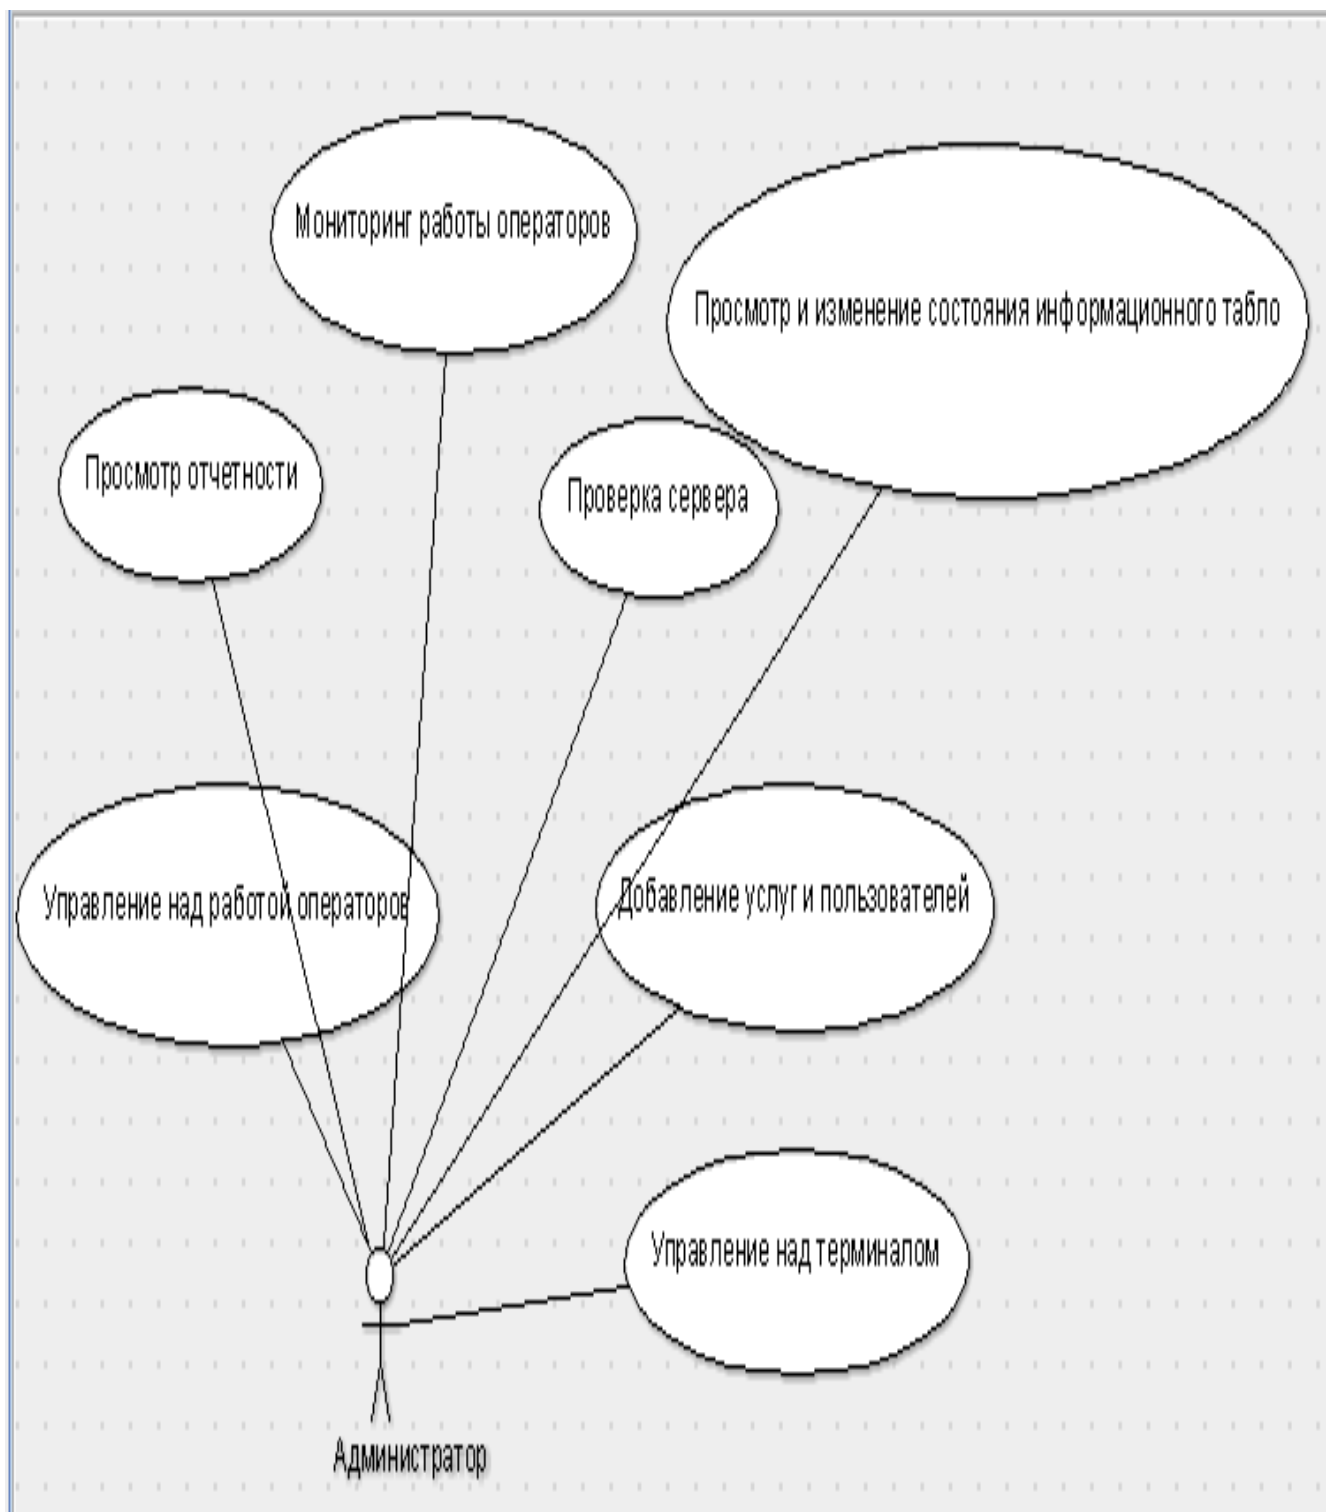 Мониторинг работы операторов
Просмотр и изменение состояния информационного табло
Просмотр отчетности
Проверка сервера
Управление над работой операторов
Добавление услуг и пользователей
Управление над терминалом
Администратор